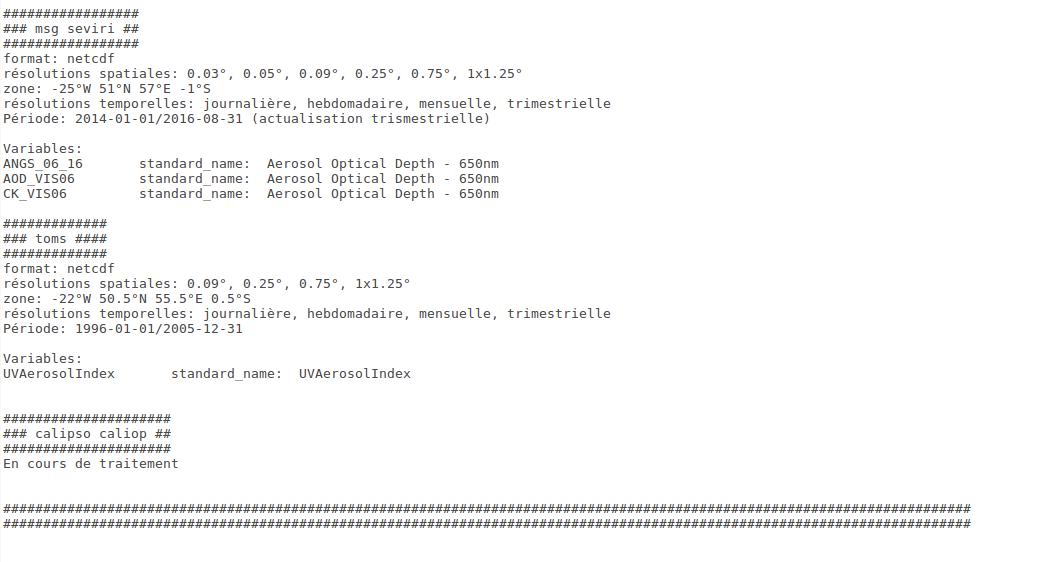 #################
### msg seviri ##
#################
format: netcdf
résolutions spatiales: 0.03°, 0.05°, 0.09°, 0.25°, 0.75°, 1x1.25°
zone: -25°W 51°N 57°E -1°S
résolutions temporelles: journalière, hebdomadaire, mensuelle, trimestrielle
Période: 2014-01-01/2016-08-31 (actualisation trismestrielle)

Variables:
ANGS_06_16       standard_name:  Aerosol Optical Depth - 650nm
AOD_VIS06        standard_name:  Aerosol Optical Depth - 650nm
CK_VIS06         standard_name:  Aerosol Optical Depth - 650nm

#############
### toms ####
#############
format: netcdf
résolutions spatiales: 0.09°, 0.25°, 0.75°, 1x1.25°
zone: -22°W 50.5°N 55.5°E 0.5°S
résolutions temporelles: journalière, hebdomadaire, mensuelle, trimestrielle
Période: 1996-01-01/2005-12-31

Variables:
UVAerosolIndex       standard_name:  UVAerosolIndex

#####################
### calipso caliop ##
#####################
En cours de traitement

#########################################################################################################################
#########################################################################################################################